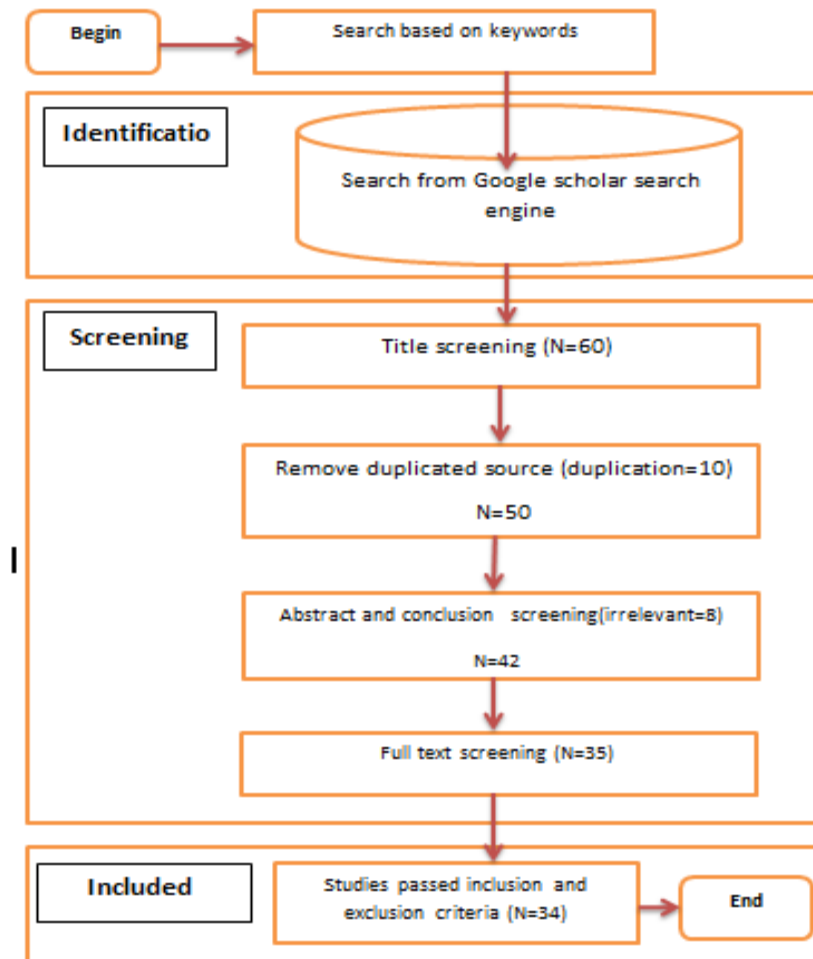 Begin
Search based on keywords
Identificatio
Search from Google scholar search
engine
Screening
Title screening (N=60)
Remove duplicated source (duplication=10)
N=50
Abstract and conclusion screening(irrelevant=8)
N=42
Full text screening (N=35)
Included
Studies passed inclusion and
exclusion criteria (N=34)
End